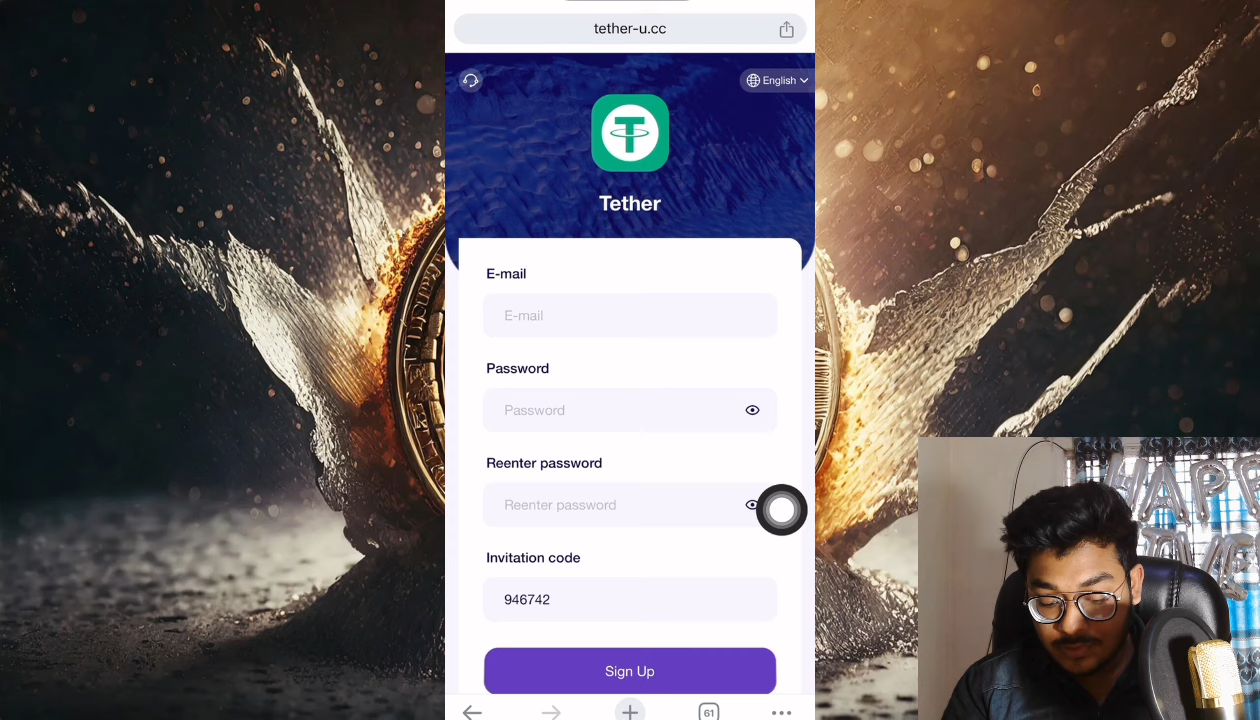 tether-u.cc
English
Tether
E-mail
E-mail
Password
Password
Reenter password
Reenter password
Invitation code
946742
Sign Up
61